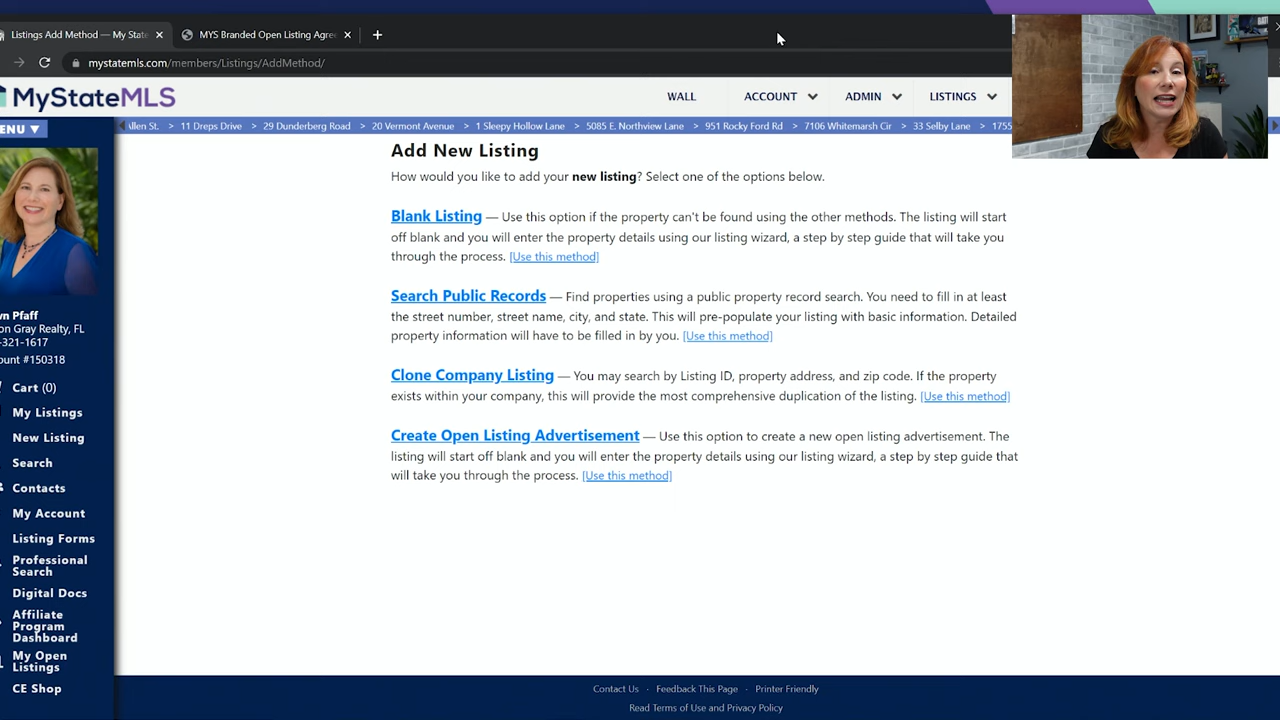 Listings Add Method — My State
MYS Branded Open Listing Agre
mystatemls.com/members/Listings/AddMethod/
MyStateMLS
WALL
ACCOUNT
ADMIN
LISTINGS
ENU ▼
Allen St. > 11 Dreps Drive > 29 Dunderberg Road > 20 Vermont Avenue > 1 Sleepy Hollow Lane > 5085 E. Northview Lane > 951 Rocky Ford Rd > 7106 Whitemarsh Cir > 33 Selby Lane > 1755
Add New Listing
How would you like to add your new listing? Select one of the options below.
Blank Listing — Use this option if the property can't be found using the other methods. The listing will start
off blank and you will enter the property details using our listing wizard, a step by step guide that will take you
through the process. [Use this method]
Search Public Records — Find properties using a public property record search. You need to fill in at least
the street number, street name, city, and state. This will pre-populate your listing with basic information. Detailed
property information will have to be filled in by you. [Use this method]
Clone Company Listing — You may search by Listing ID, property address, and zip code. If the property
exists within your company, this will provide the most comprehensive duplication of the listing. [Use this method]
Create Open Listing Advertisement — Use this option to create a new open listing advertisement. The
listing will start off blank and you will enter the property details using our listing wizard, a step by step guide that
will take you through the process. [Use this method]
wn Pfaff
on Gray Realty, FL
-321-1617
ount #150318
Cart (0)
My Listings
New Listing
Search
Contacts
My Account
Listing Forms
Professional
Search
Digital Docs
Affiliate
Program
Dashboard
My Open
Listings
CE Shop
Contact Us · Feedback This Page · Printer Friendly
Read Terms of Use and Privacy Policy